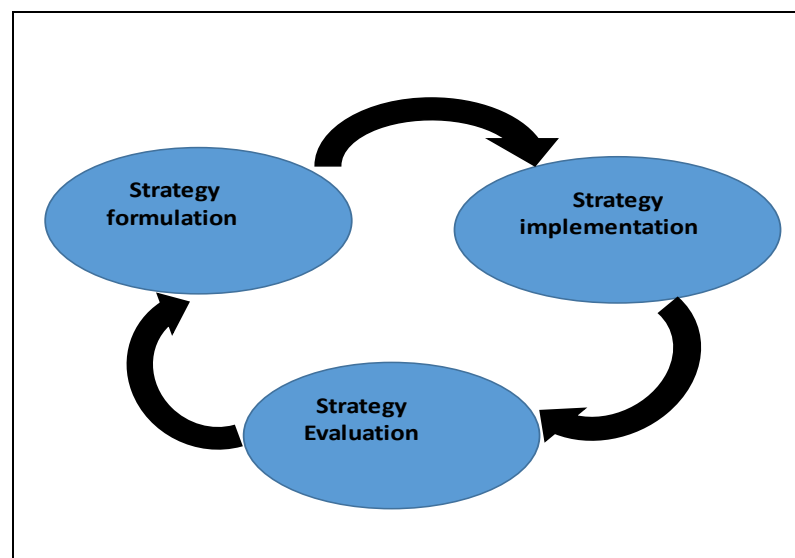 Strategy
formulation
Strategy
implementation
Strategy
Evaluation